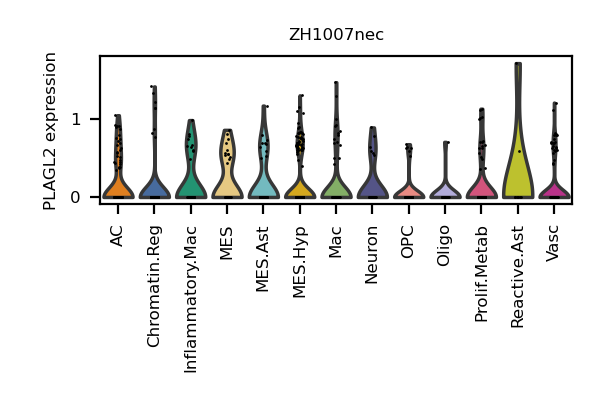 ZH1007nec
PLAGL2 expression
1
0
AC
Chromatin.Reg
Inflammatory.Mac
MES
MES.Ast
MES.Hyp
Mac
Neuron
OPC
Oligo
Prolif.Metab
Reactive.Ast
Vasc